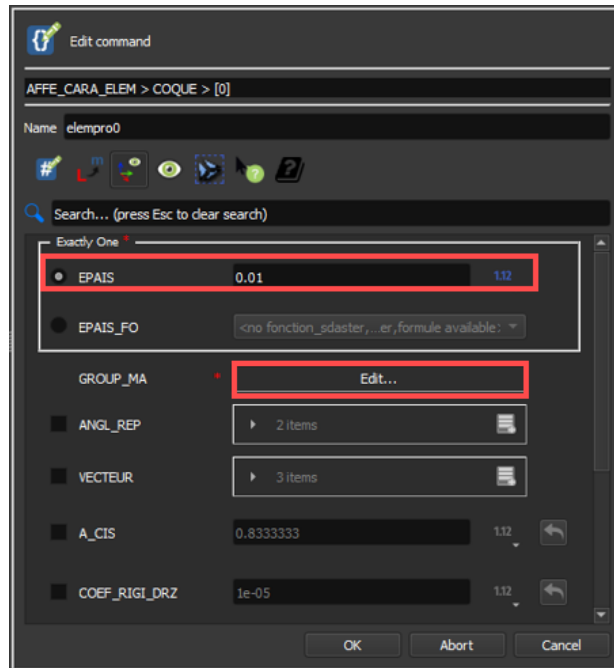 Edit command
AFFE_CARA_ELEM > COQUE > [0]
Name elempro0
Search... (press Esc to clear search)
Exactly One *
EPAIS 0.01 1.12
EPAIS_FO <no fonction_sdaster,...er,formule available:
GROUP_MA * Edit...
ANGL_REP 2 items
VECTEUR 3 items
A_CIS 0.8333333 1.12
COEF_RIGI_DRZ 1e-05 1.12
OK Abort Cancel